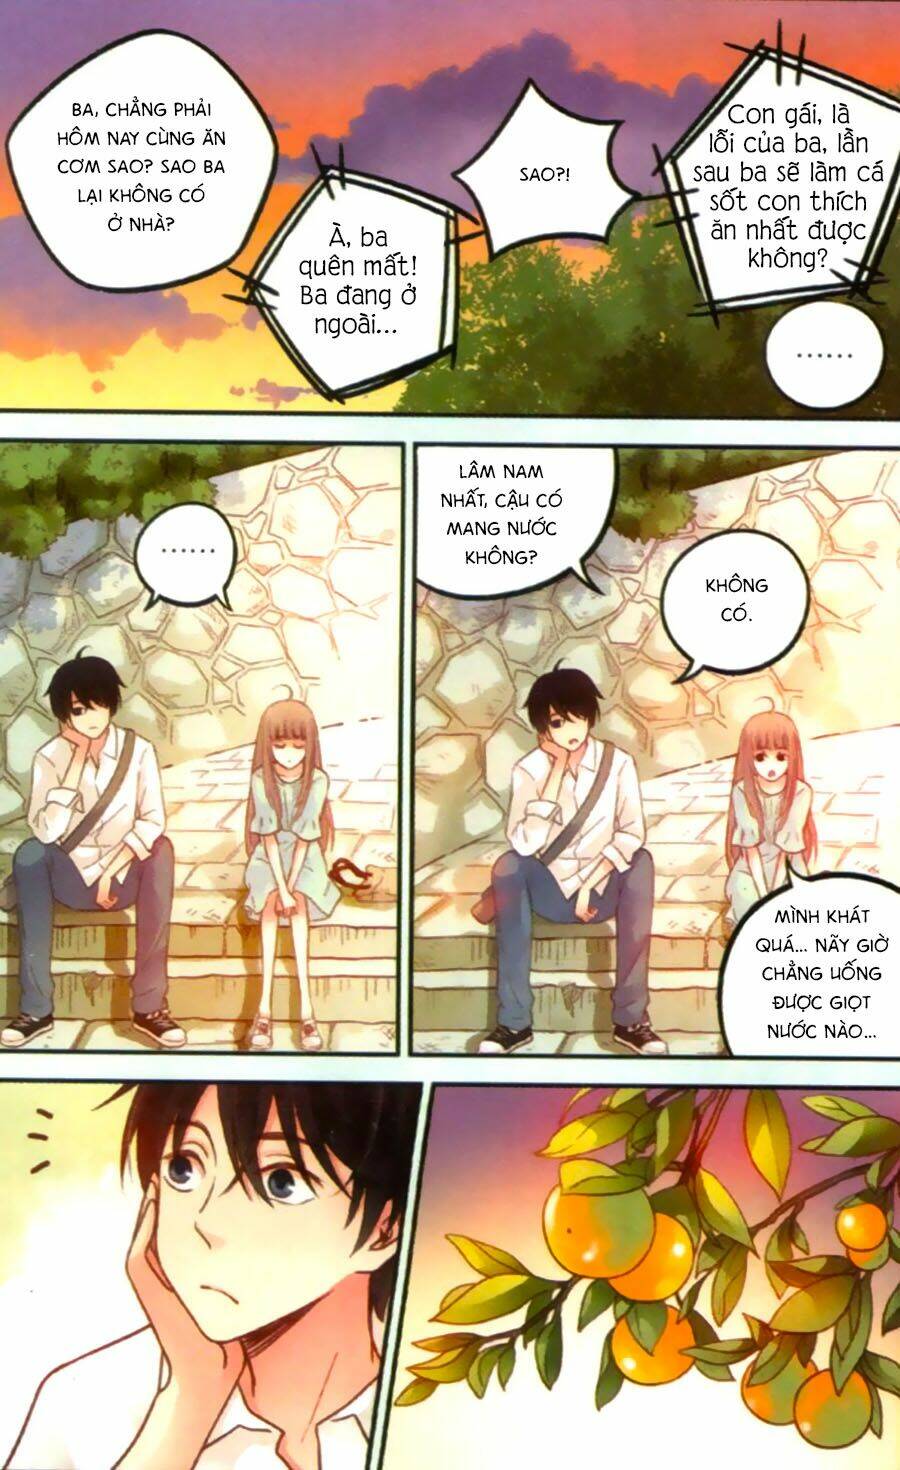 BA, CHẲNG PHẢI
HÔM NAY CÙNG ĂN
CƠM SAO? SAO BA
LẠI KHÔNG CÓ
Ở NHÀ?
À, ba
quên mất!
Ba đang ở
ngoài...
SAO?!
Con gái, là
lỗi của ba, lần
sau ba sẽ làm cá
sốt con thích
ăn nhất được
không?
......
......
LÂM NAM
NHẤT, CẬU CÓ
MANG NƯỚC
KHÔNG?
KHÔNG
CÓ.
MÌNH KHÁT
QUÁ... NÃY GIỜ
CHẲNG UỐNG
ĐƯỢC GIỌT
NƯỚC NÀO...